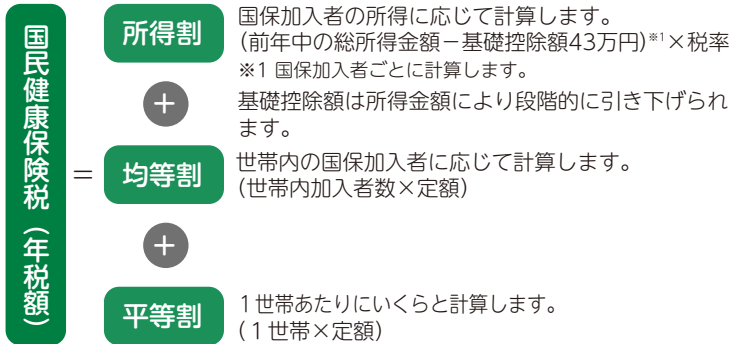 国民健康保険税（年税額）
＝
所得割
国保加入者の所得に応じて計算します。
(前年中の総所得金額－基礎控除額43万円)※1×税率
※1 国保加入者ごとに計算します。
基礎控除額は所得金額により段階的に引き下げられ
ます。
＋
均等割
世帯内の国保加入者に応じて計算します。
(世帯内加入者数×定額)
＋
平等割
１世帯あたりにいくらと計算します。
(１世帯×定額)